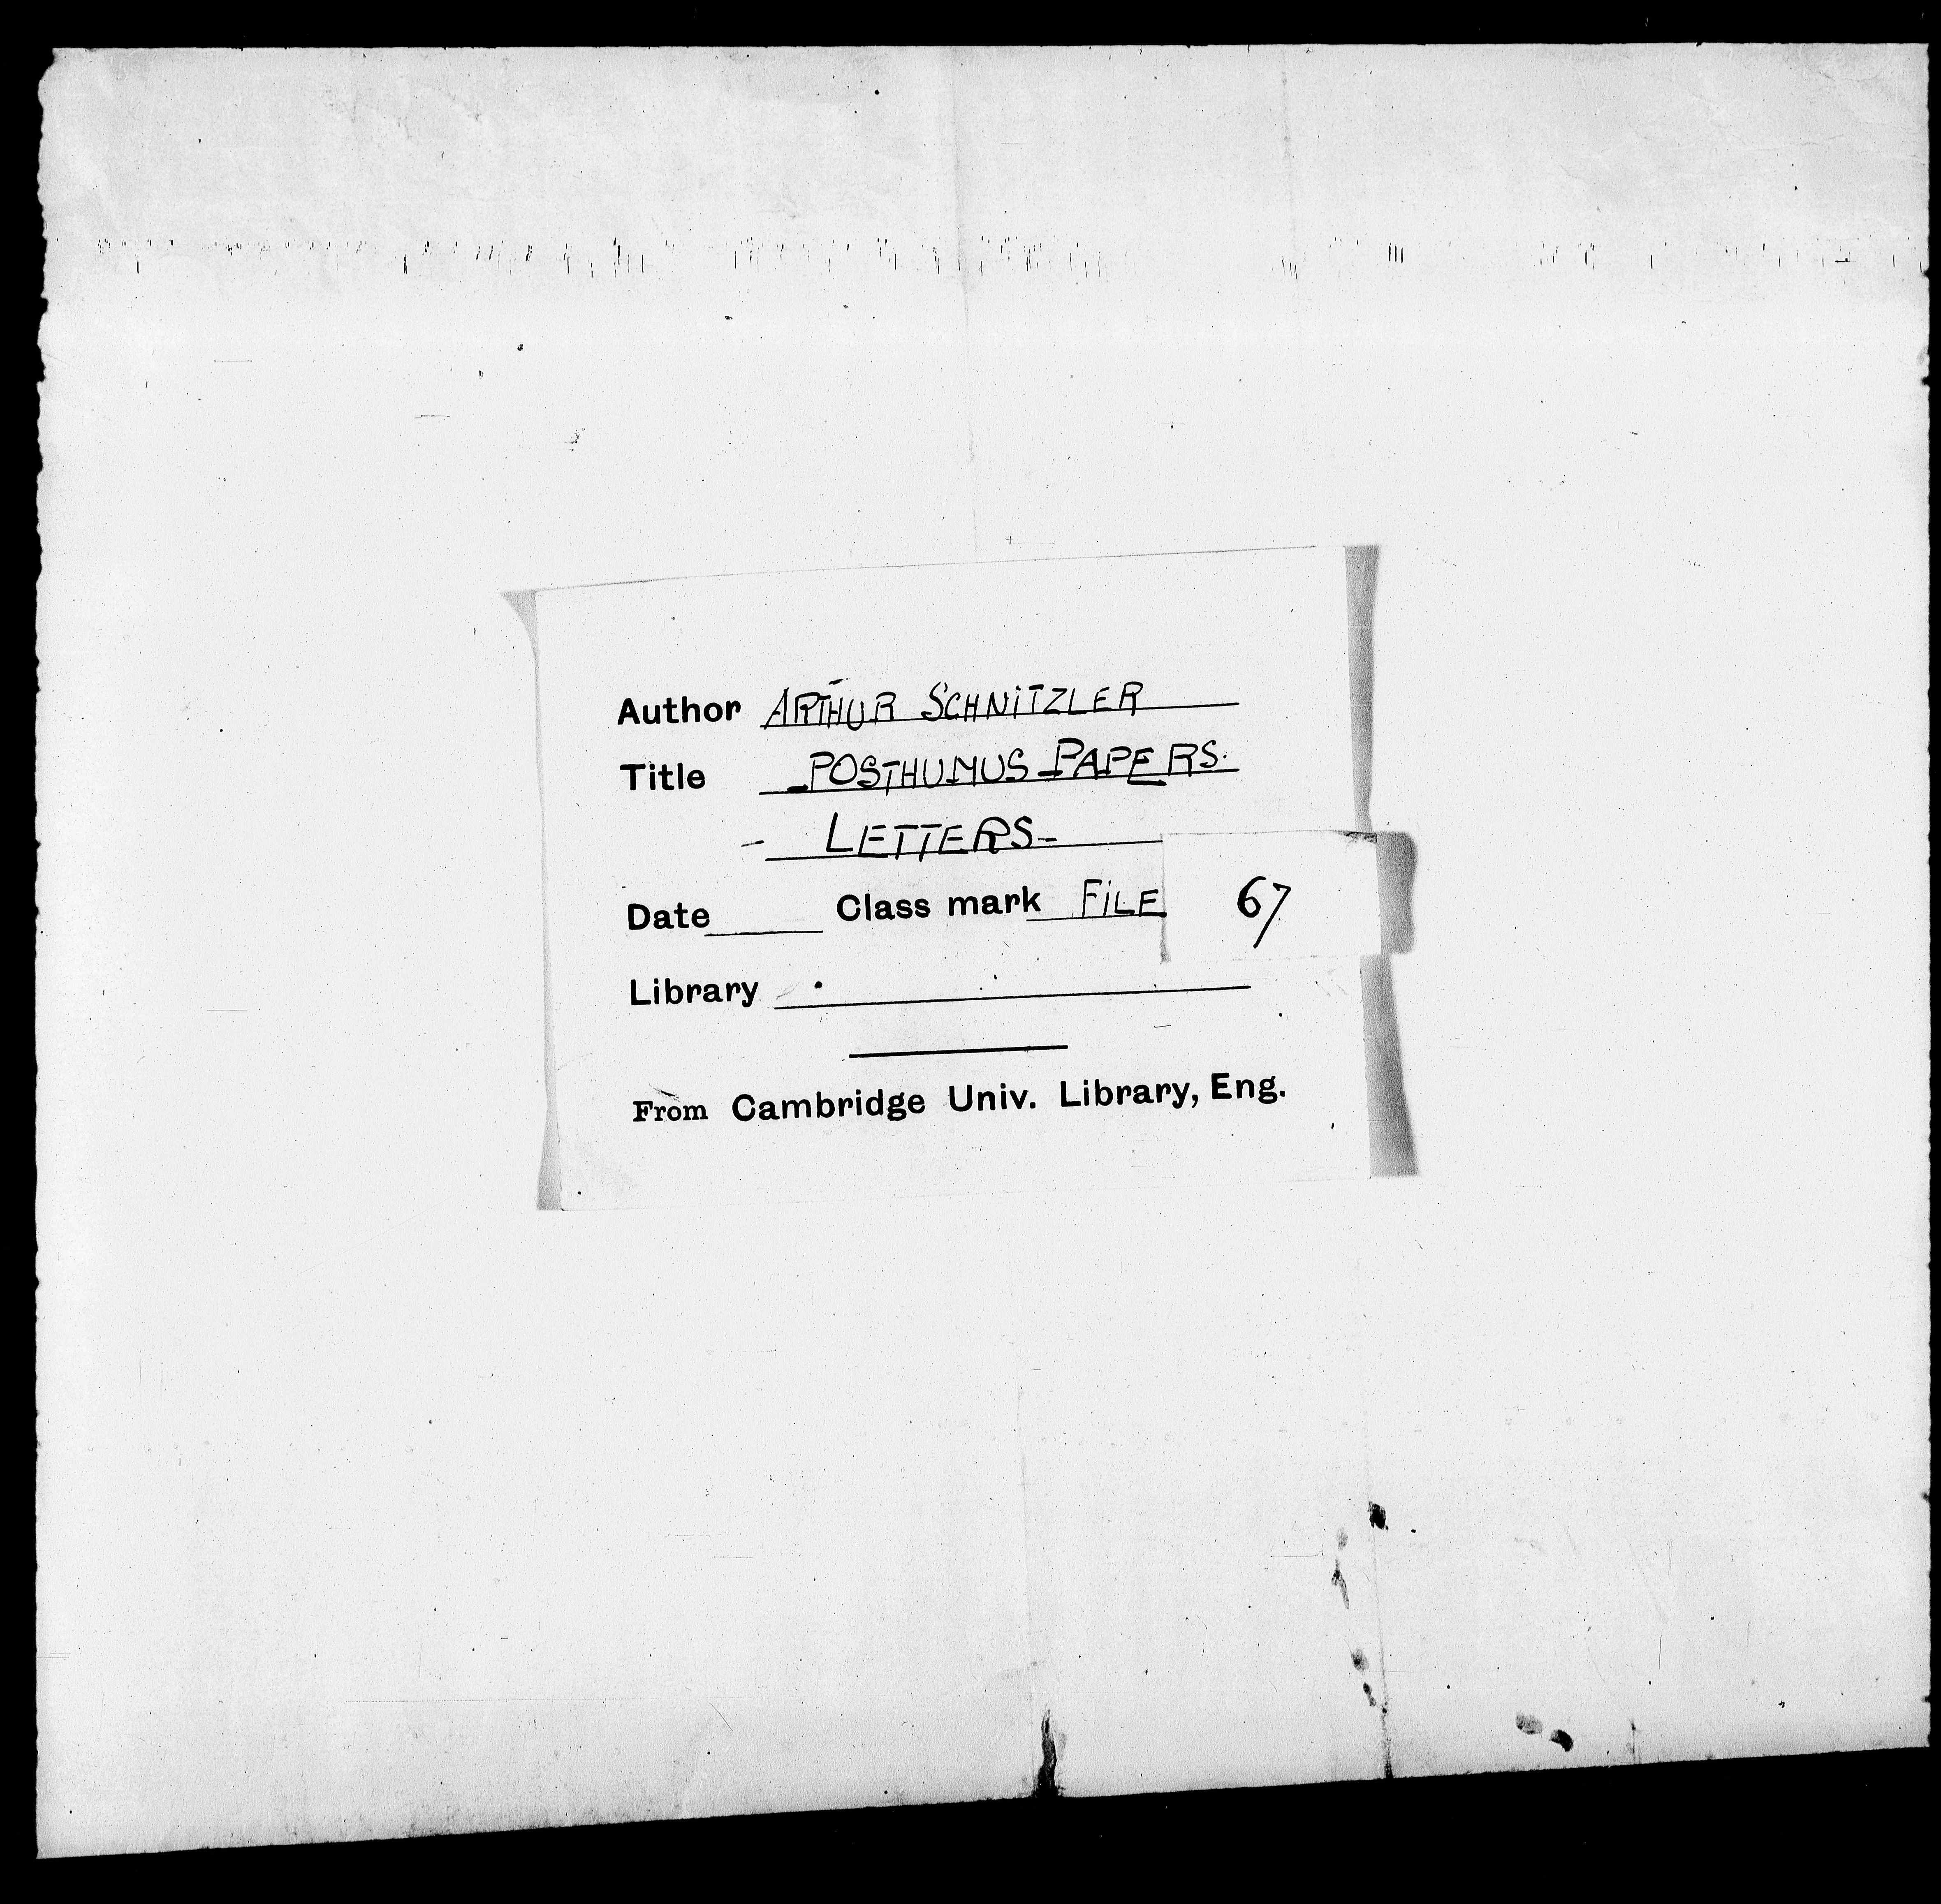 Author ARTHUR SCHNITZLER
Title POSTHUMUS PAPERS.
- LETTERS -
Date Class mark FILE 67
Library
From Cambridge Univ. Library, Eng.